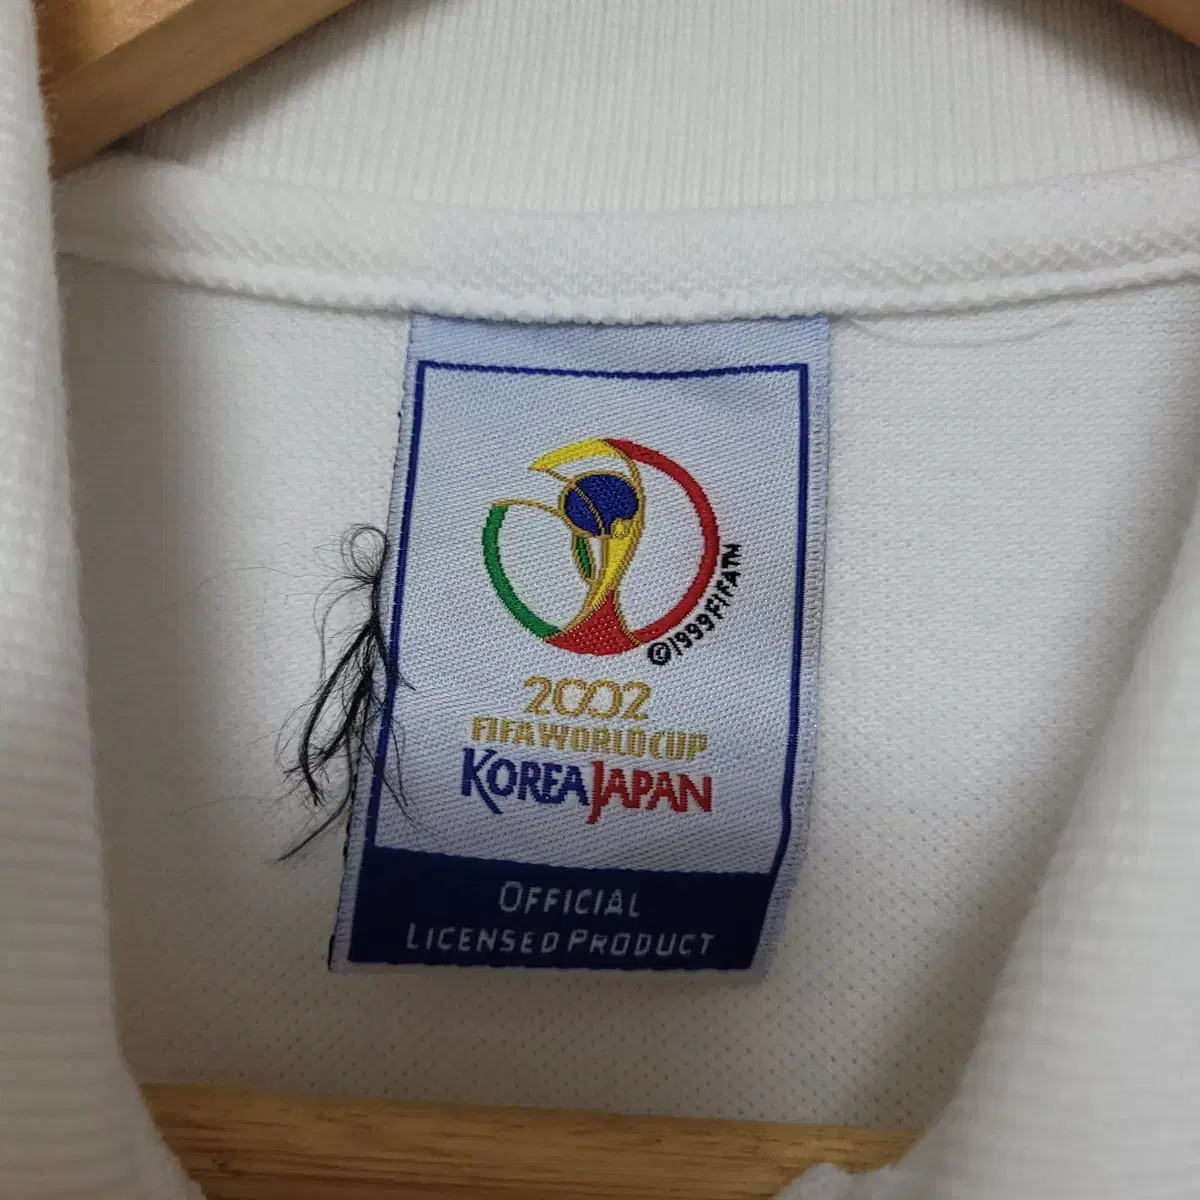 ©1999 FIFA TM
2002
FIFA WORLD CUP
KOREA JAPAN
OFFICIAL
LICENSED PRODUCT